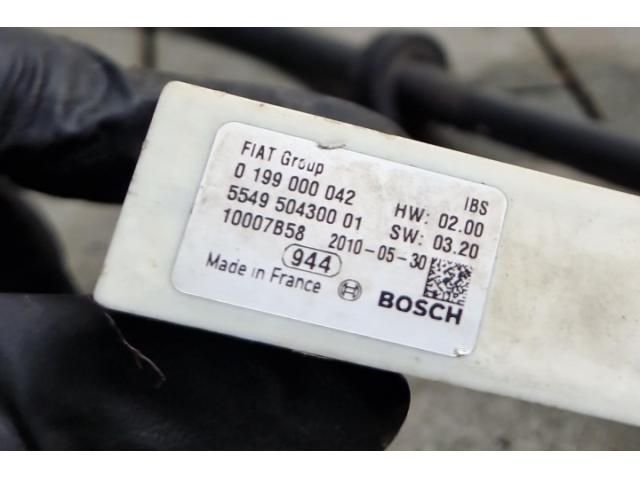 FIAT Group IBS
0 199 000 042 HW: 02.00
5549 504300 01 SW: 03.20
10007B58 2010-05-30
944
Made in France BOSCH